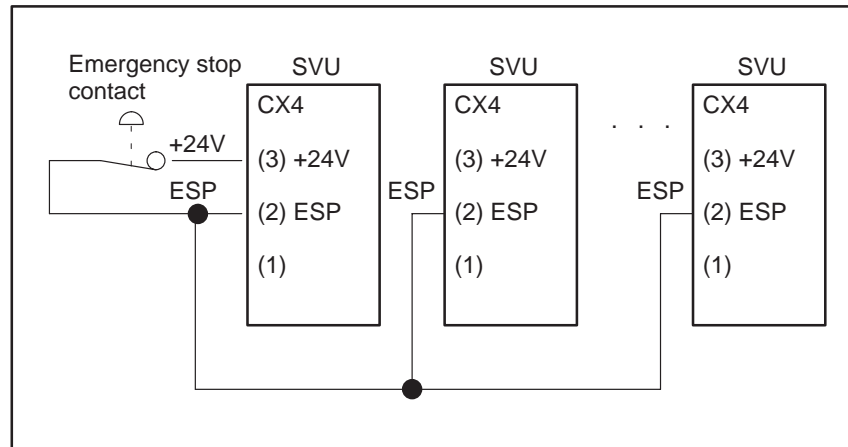 Emergency stop
contact
SVU
SVU
SVU
CX4
CX4
CX4
. . .
+24V
(3) +24V
(3) +24V
(3) +24V
ESP
ESP
ESP
(2) ESP
(2) ESP
(2) ESP
(1)
(1)
(1)